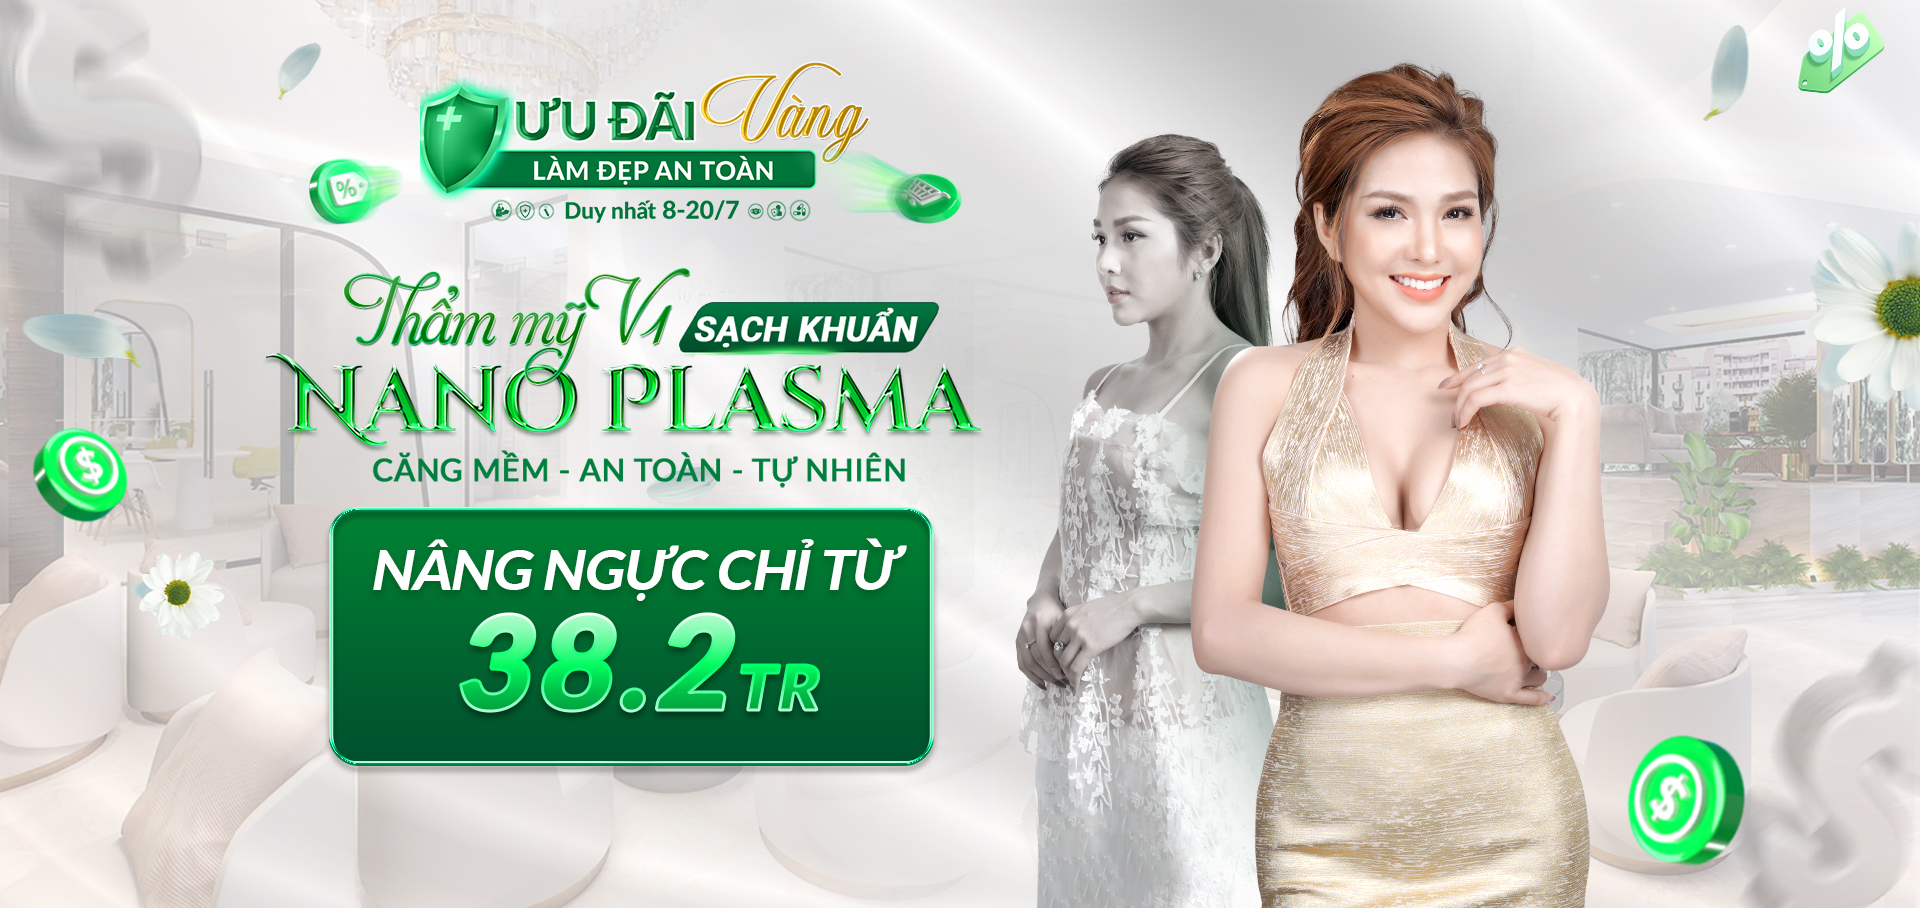 ƯU ĐÃI Vàng
LÀM ĐẸP AN TOÀN
Duy nhất 8-20/7
Thẩm mỹ V1 SẠCH KHUẨN
NANO PLASMA
CĂNG MỀM - AN TOÀN - TỰ NHIÊN
NÂNG NGỰC CHỈ TỪ
38.2TR